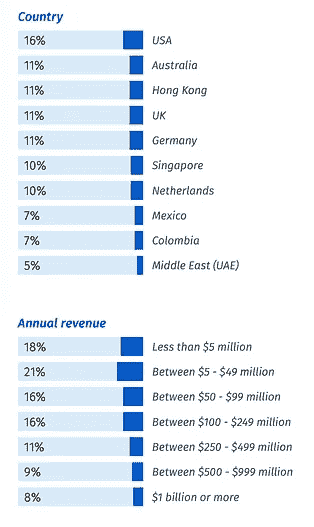 Country
16% USA
11% Australia
11% Hong Kong
11% UK
11% Germany
10% Singapore
10% Netherlands
7% Mexico
7% Colombia
5% Middle East (UAE)
Annual revenue
18% Less than $5 million
21% Between $5 - $49 million
16% Between $50 - $99 million
16% Between $100 - $249 million
11% Between $250 - $499 million
9% Between $500 - $999 million
8% $1 billion or more